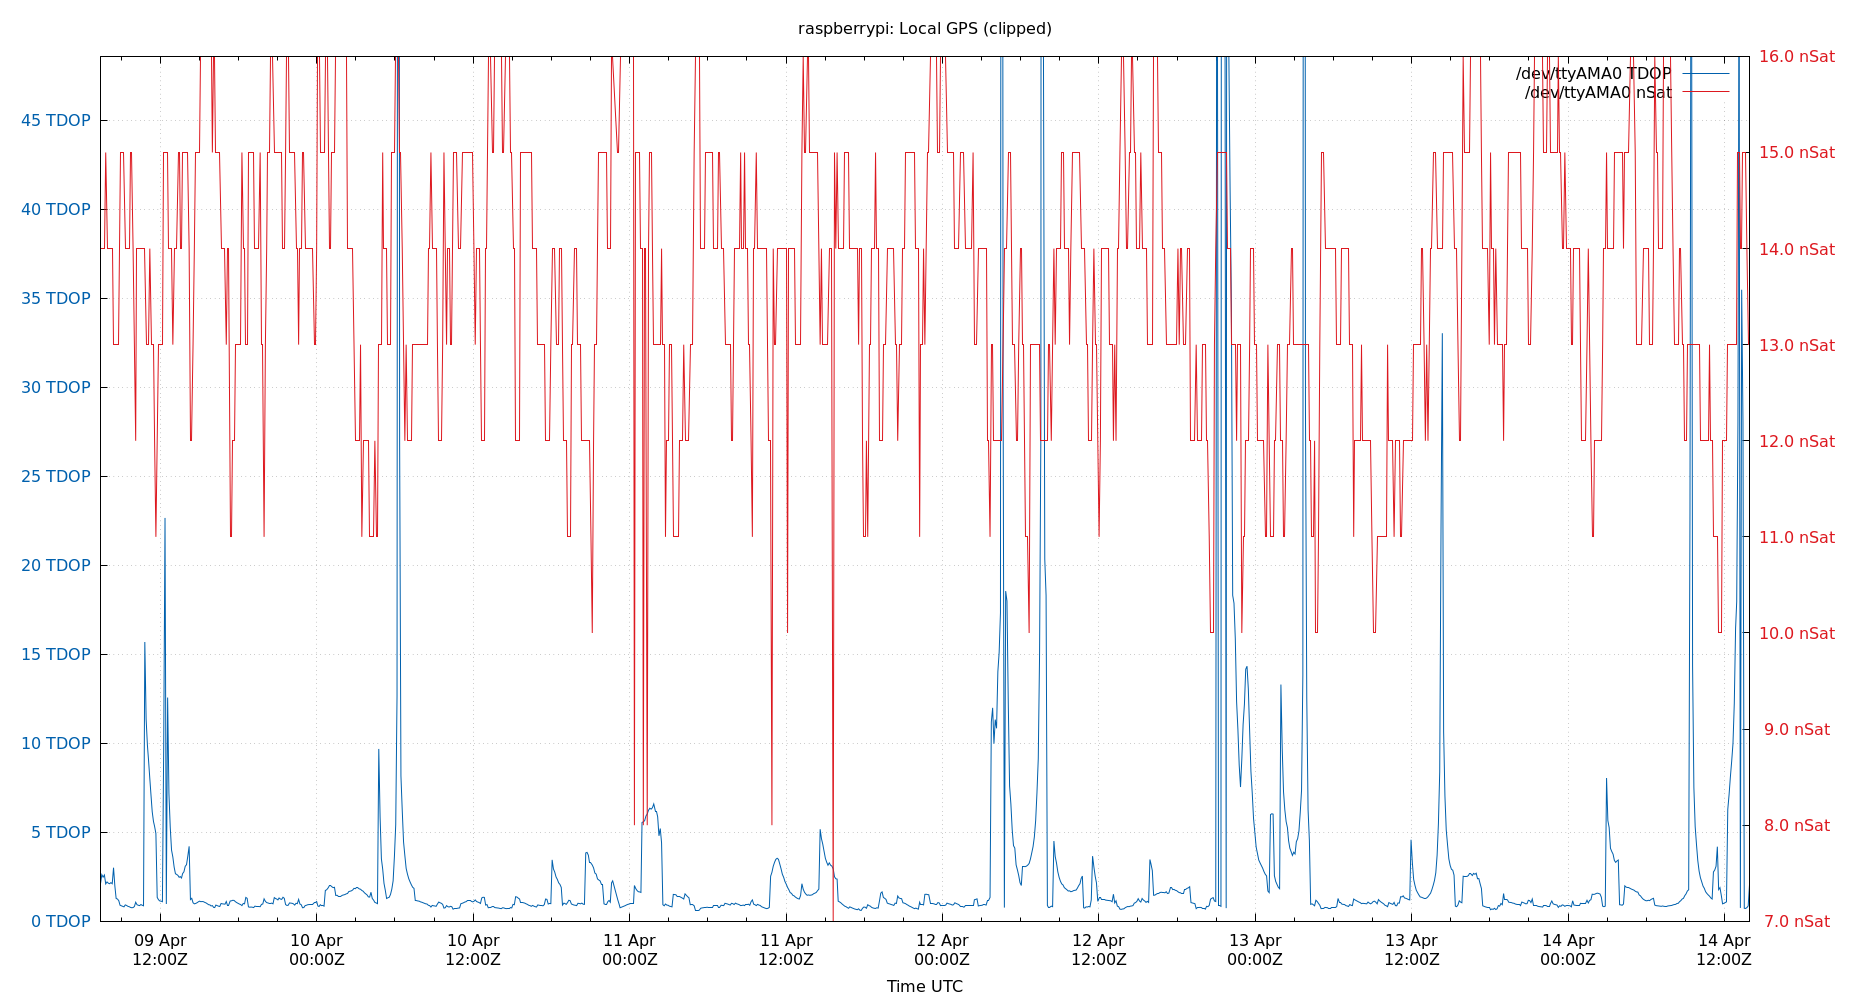 raspberrypi: Local GPS (clipped)
16.0 nSat
/dev/ttyAMA0 TDOP
/dev/ttyAMA0 nSat
45 TDOP
15.0 nSat
40 TDOP
14.0 nSat
35 TDOP
13.0 nSat
30 TDOP
12.0 nSat
25 TDOP
11.0 nSat
20 TDOP
10.0 nSat
15 TDOP
9.0 nSat
10 TDOP
8.0 nSat
5 TDOP
0 TDOP
7.0 nSat
09 Apr 10 Apr 10 Apr 11 Apr 11 Apr 12 Apr 12 Apr 13 Apr 13 Apr 14 Apr 14 Apr
12:00Z 00:00Z 12:00Z 00:00Z 12:00Z 00:00Z 12:00Z 00:00Z 12:00Z 00:00Z 12:00Z
Time UTC